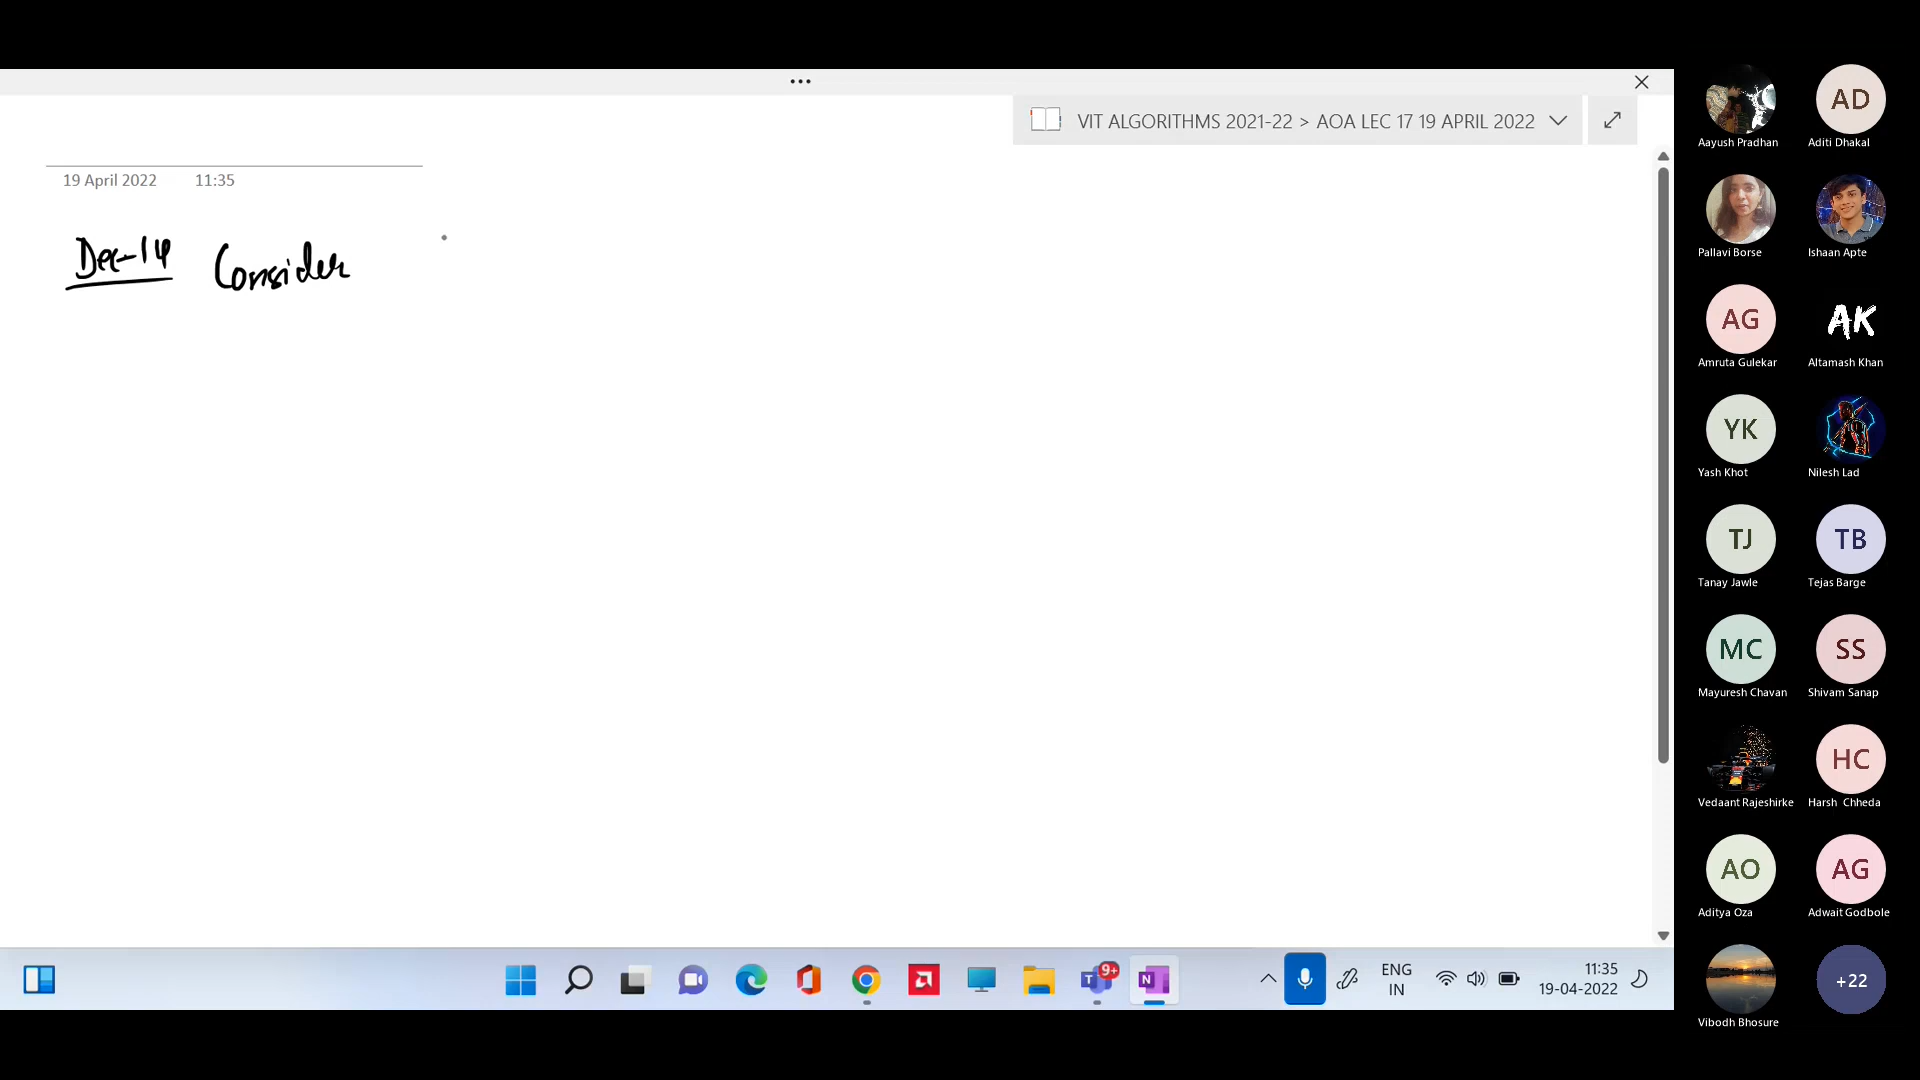 VIT ALGORITHMS 2021-22 > AOA LEC 17 19 APRIL 2022
19 April 2022 11:35
Dec-14 Consider
AD
Aayush Pradhan Aditi Dhakal
Pallavi Borse Ishaan Apte
AG AK
Amruta Gulekar Altamash Khan
YK
Yash Khot Nilesh Lad
TJ TB
Tanay Jawle Tejas Barge
MC SS
Mayuresh Chavan Shivam Sanap
HC
Vedaant Rajeshirke Harsh Chheda
AO AG
Aditya Oza Adwait Godbole
+22
Vibodh Bhosure
9+
T
N
ENG
IN
11:35
19-04-2022